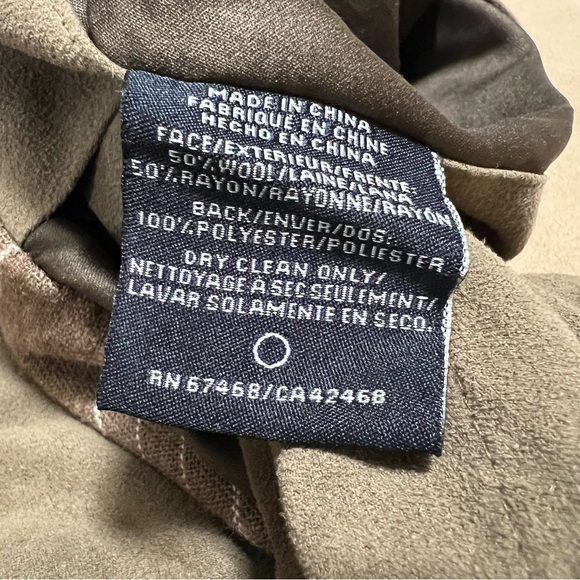 MADE IN CHINA
FABRIQUE EN CHINE
HECHO EN CHINA
FACE/EXTERIEUR/FRENTE:
50% WOOL/LAINE/LANA
50% RAYON/RAYONNE/RAYON
BACK/ENVER/DOS:
100% POLYESTER/POLIESTER
DRY CLEAN ONLY/
NETTOYAGE A SEC SEULEMENT/
LAVAR SOLAMENTE EN SECO.
RN 67468/CA42468